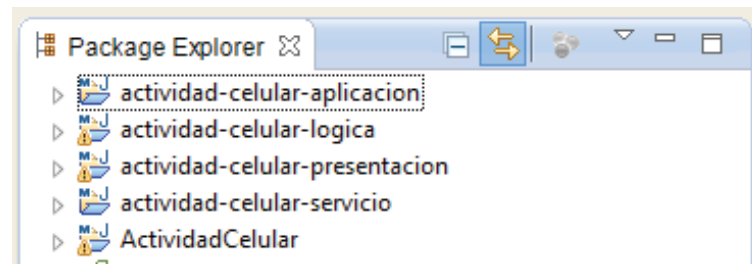 Package Explorer
actividad-celular-aplicacion
actividad-celular-logica
actividad-celular-presentacion
actividad-celular-servicio
ActividadCelular